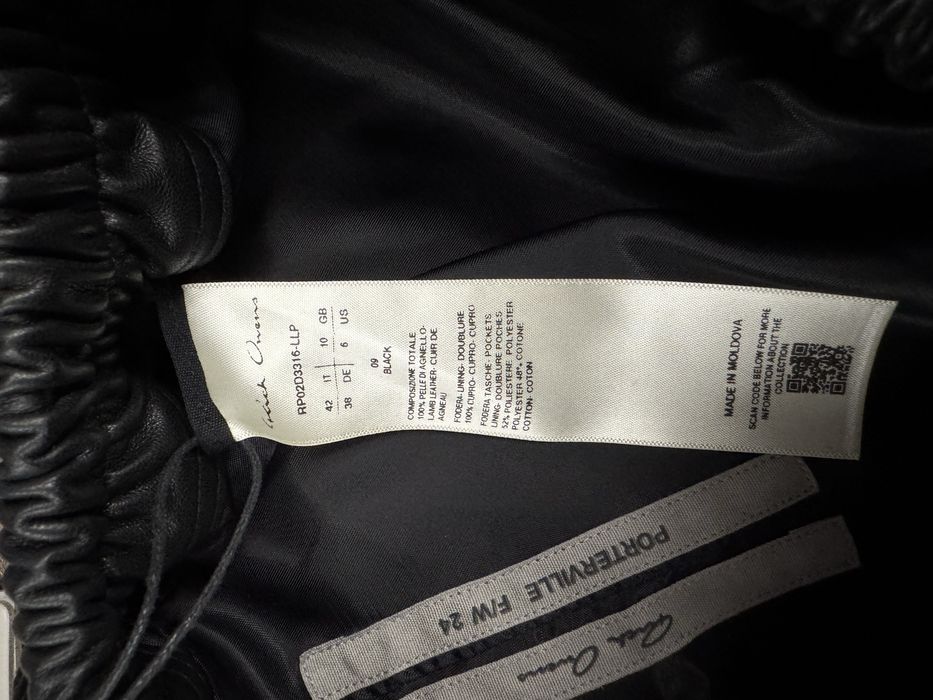 Rick Owens
RP02D3316-LLP
42 IT 10 GB
38 DE 6 US
09
BLACK
COMPOSIZIONE TOTALE
100% PELLE DI AGNELLO-
LAMB LEATHER- CUIR DE
AGNEAU
FODERA- LINING- DOUBLURE
100% CUPRO- CUPRO- CUPRO
FODERA TASCHE - POCKETS
LINING- DOUBLURE POCHES
52% POLIESTERE- POLYESTER
POLYESTER 48% COTONE
COTTON- COTON
MADE IN MOLDOVA
SCAN CODE BELOW FOR MORE
INFORMATION ABOUT THE
COLLECTION
PORTERVILLE F/W 24
Rick Owens